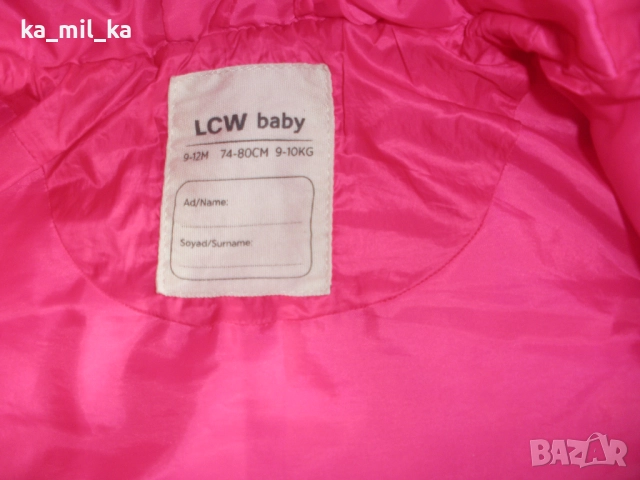 ka_mil_ka
LCW baby
9-12M 74-80CM 9-10KG
Ad/Name:
Soyad/Surname:
BAZAR